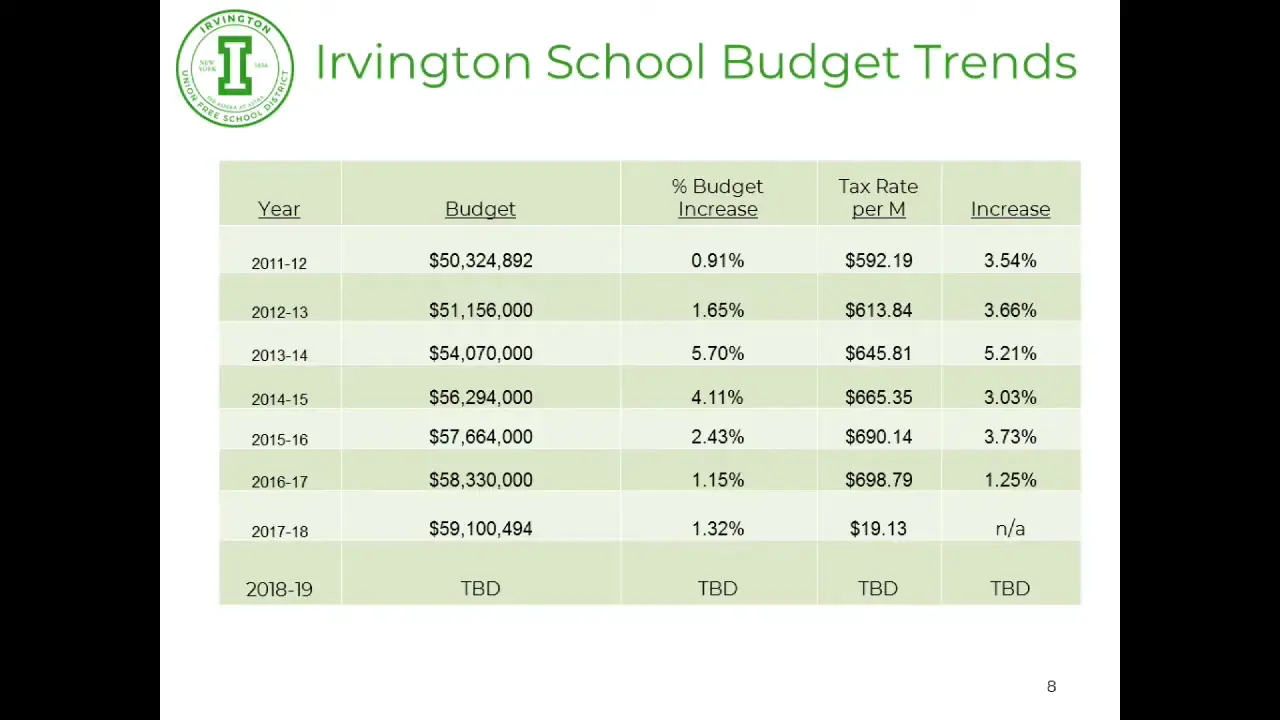 IRVINGTON
NEW YORK
1854
PER ASPERA AD ASTRA
UNION FREE SCHOOL DISTRICT
Irvington School Budget Trends
Year Budget % Budget Increase Tax Rate per M Increase
2011-12 $50,324,892 0.91% $592.19 3.54%
2012-13 $51,156,000 1.65% $613.84 3.66%
2013-14 $54,070,000 5.70% $645.81 5.21%
2014-15 $56,294,000 4.11% $665.35 3.03%
2015-16 $57,664,000 2.43% $690.14 3.73%
2016-17 $58,330,000 1.15% $698.79 1.25%
2017-18 $59,100,494 1.32% $19.13 n/a
2018-19 TBD TBD TBD TBD
8